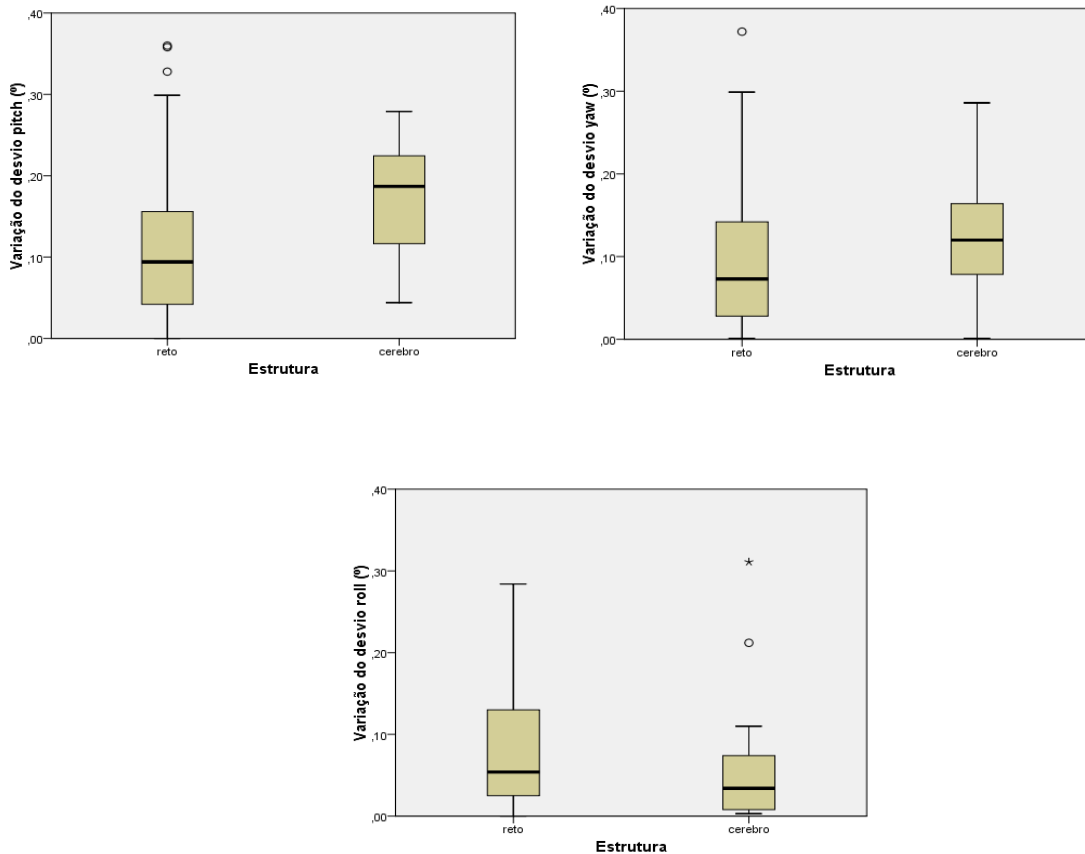 Variação do desvio pitch (º)
,40
,30
,20
,10
,00
reto cerebro
Estrutura
Variação do desvio yaw (º)
,40
,30
,20
,10
,00
reto cerebro
Estrutura
Variação do desvio roll (º)
,40
,30
,20
,10
,00
reto cerebro
Estrutura